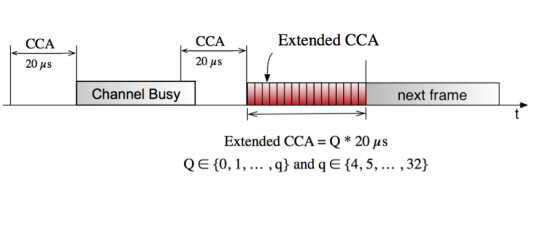 CCA
20 μs
CCA
20 μs
Extended CCA
Channel Busy
next frame
t
Extended CCA = Q * 20 μs
Q ∈ {0, 1, … ,q} and q ∈ {4, 5, … , 32}